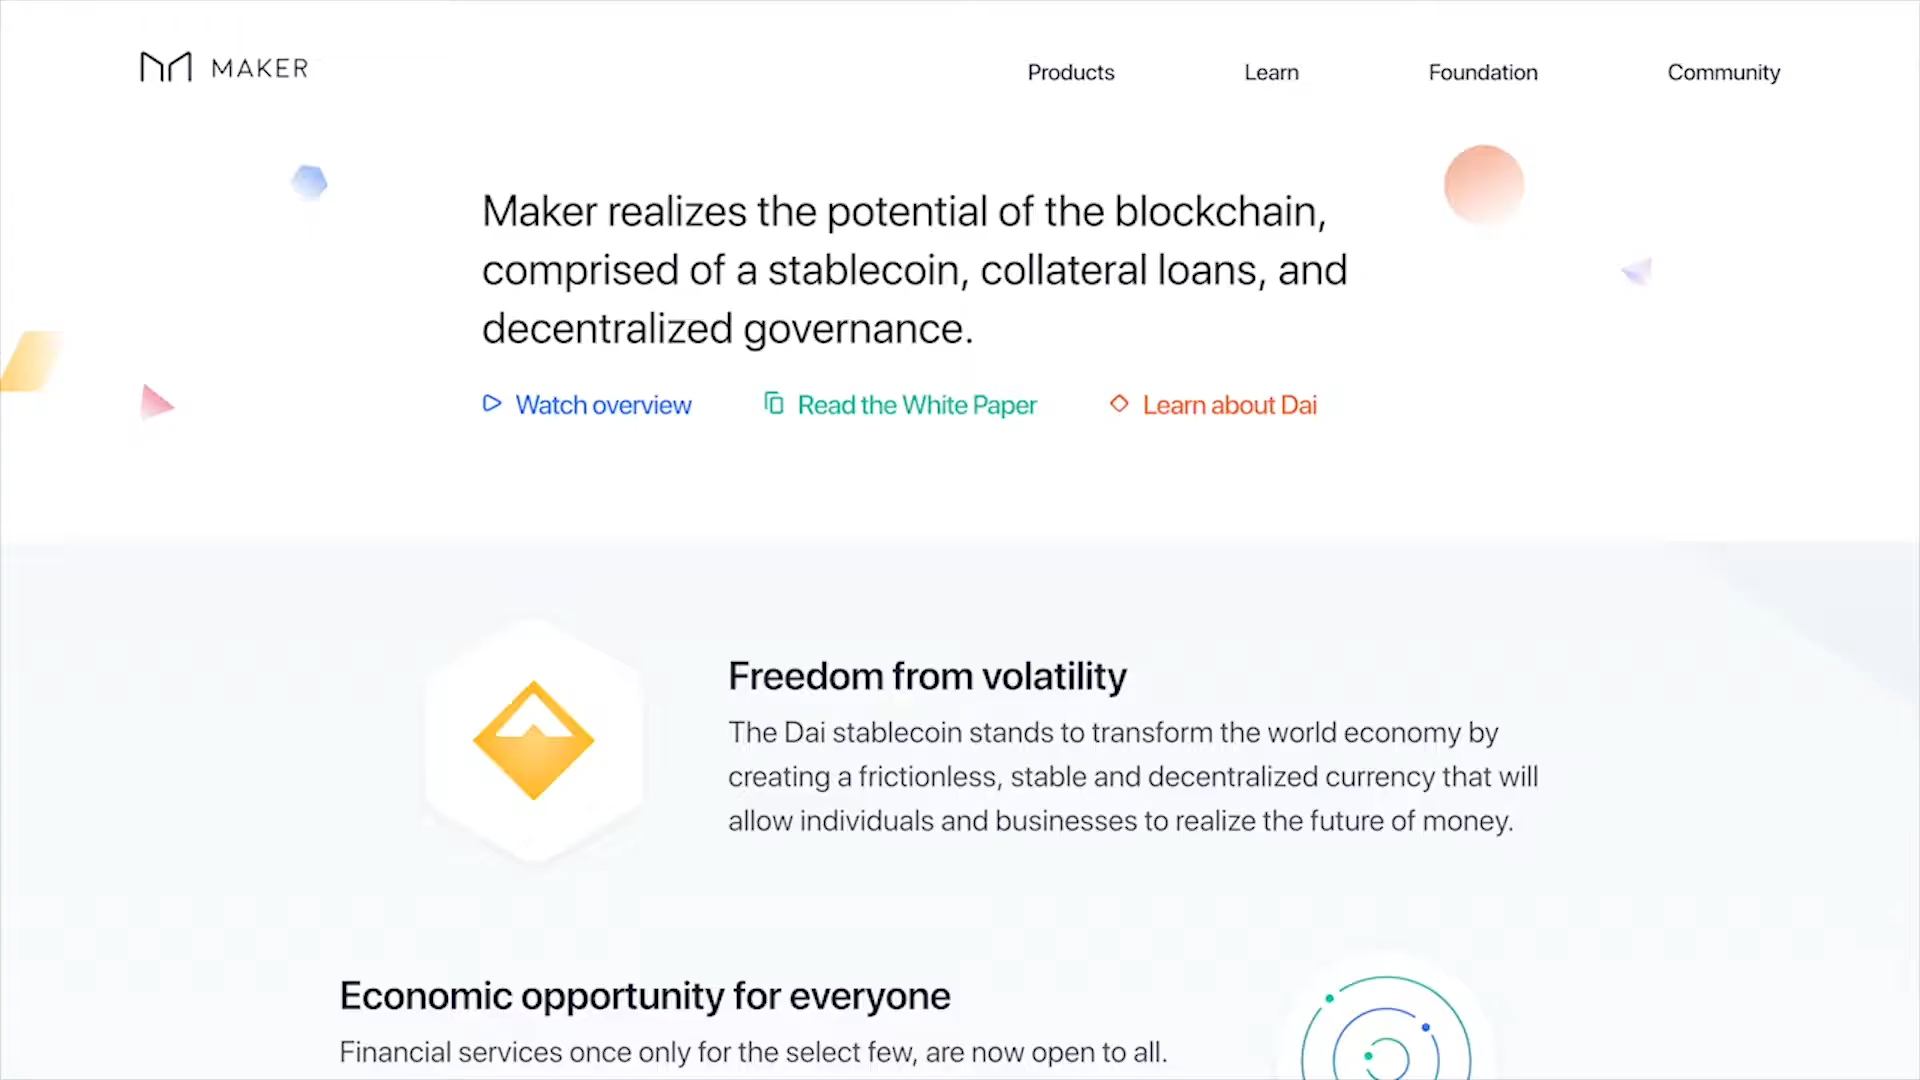 MAKER
Products
Learn
Foundation
Community
Maker realizes the potential of the blockchain,
comprised of a stablecoin, collateral loans, and
decentralized governance.
Watch overview
Read the White Paper
Learn about Dai
Freedom from volatility
The Dai stablecoin stands to transform the world economy by
creating a frictionless, stable and decentralized currency that will
allow individuals and businesses to realize the future of money.
Economic opportunity for everyone
Financial services once only for the select few, are now open to all.